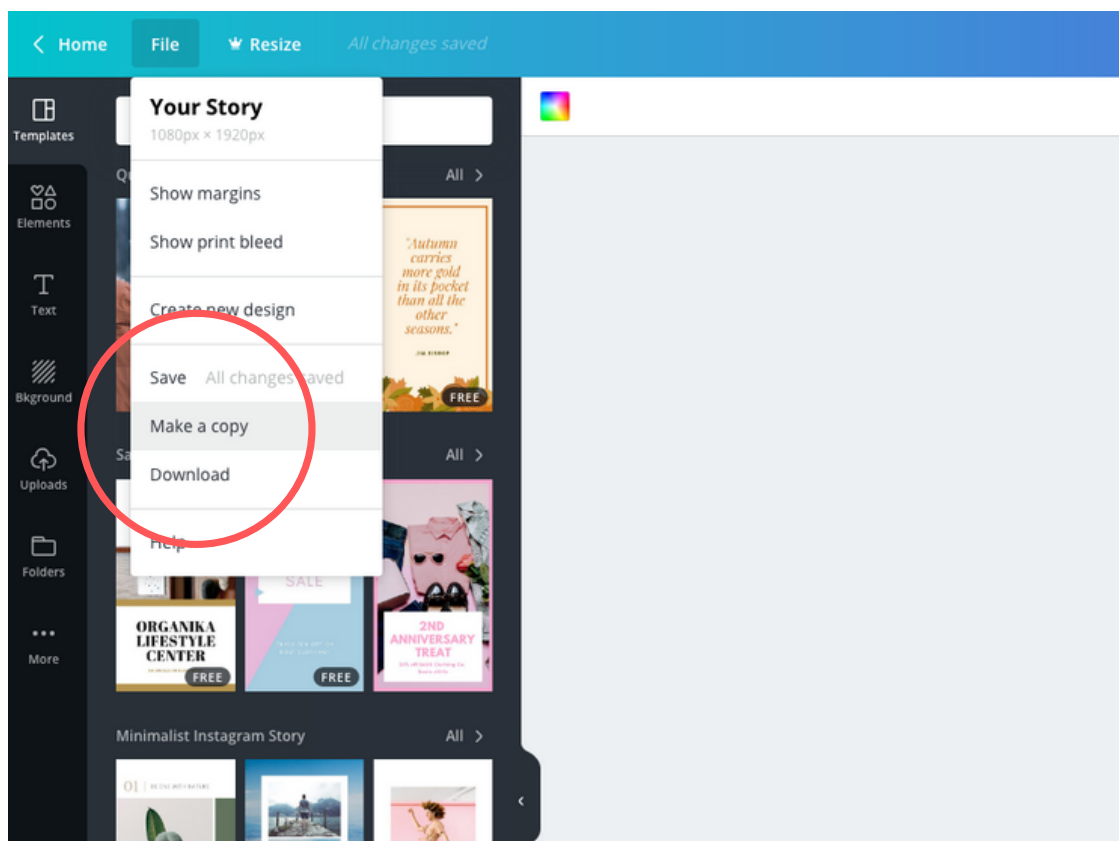 Home File Resize All changes saved
Templates
Elements
Text
Bkground
Uploads
Folders
More
Your Story
1080px × 1920px
Show margins
Show print bleed
Create new design
Save All changes saved
Make a copy
Download
Help
All
"Autumn
carries
more gold
in its pocket
than all the
other
seasons."
JIM BISHOP
FREE
All
ORGANIKA
LIFESTYLE
CENTER
FREE
SALE
FREE
2ND
ANNIVERSARY
TREAT
Minimalist Instagram Story All
01